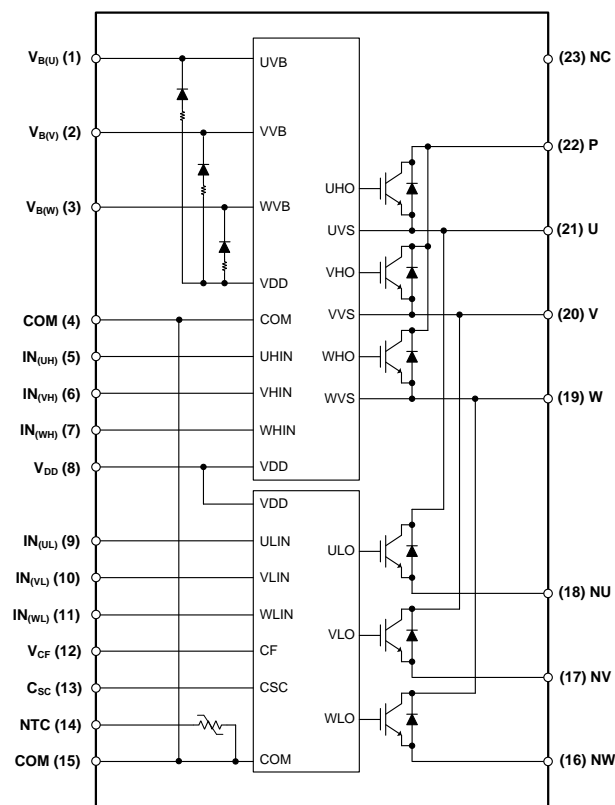 V_B(U) (1)
UVB
(23) NC
V_B(V) (2)
VVB
(22) P
UHO
V_B(W) (3)
WVB
UVS
(21) U
VHO
VDD
COM (4)
COM
VVS
(20) V
IN_(UH) (5)
UHIN
WHO
IN_(VH) (6)
VHIN
WVS
(19) W
IN_(WH) (7)
WHIN
V_DD (8)
VDD
VDD
IN_(UL) (9)
ULIN
ULO
IN_(VL) (10)
VLIN
(18) NU
IN_(WL) (11)
WLIN
VLO
V_CF (12)
CF
(17) NV
C_SC (13)
CSC
NTC (14)
WLO
COM (15)
COM
(16) NW